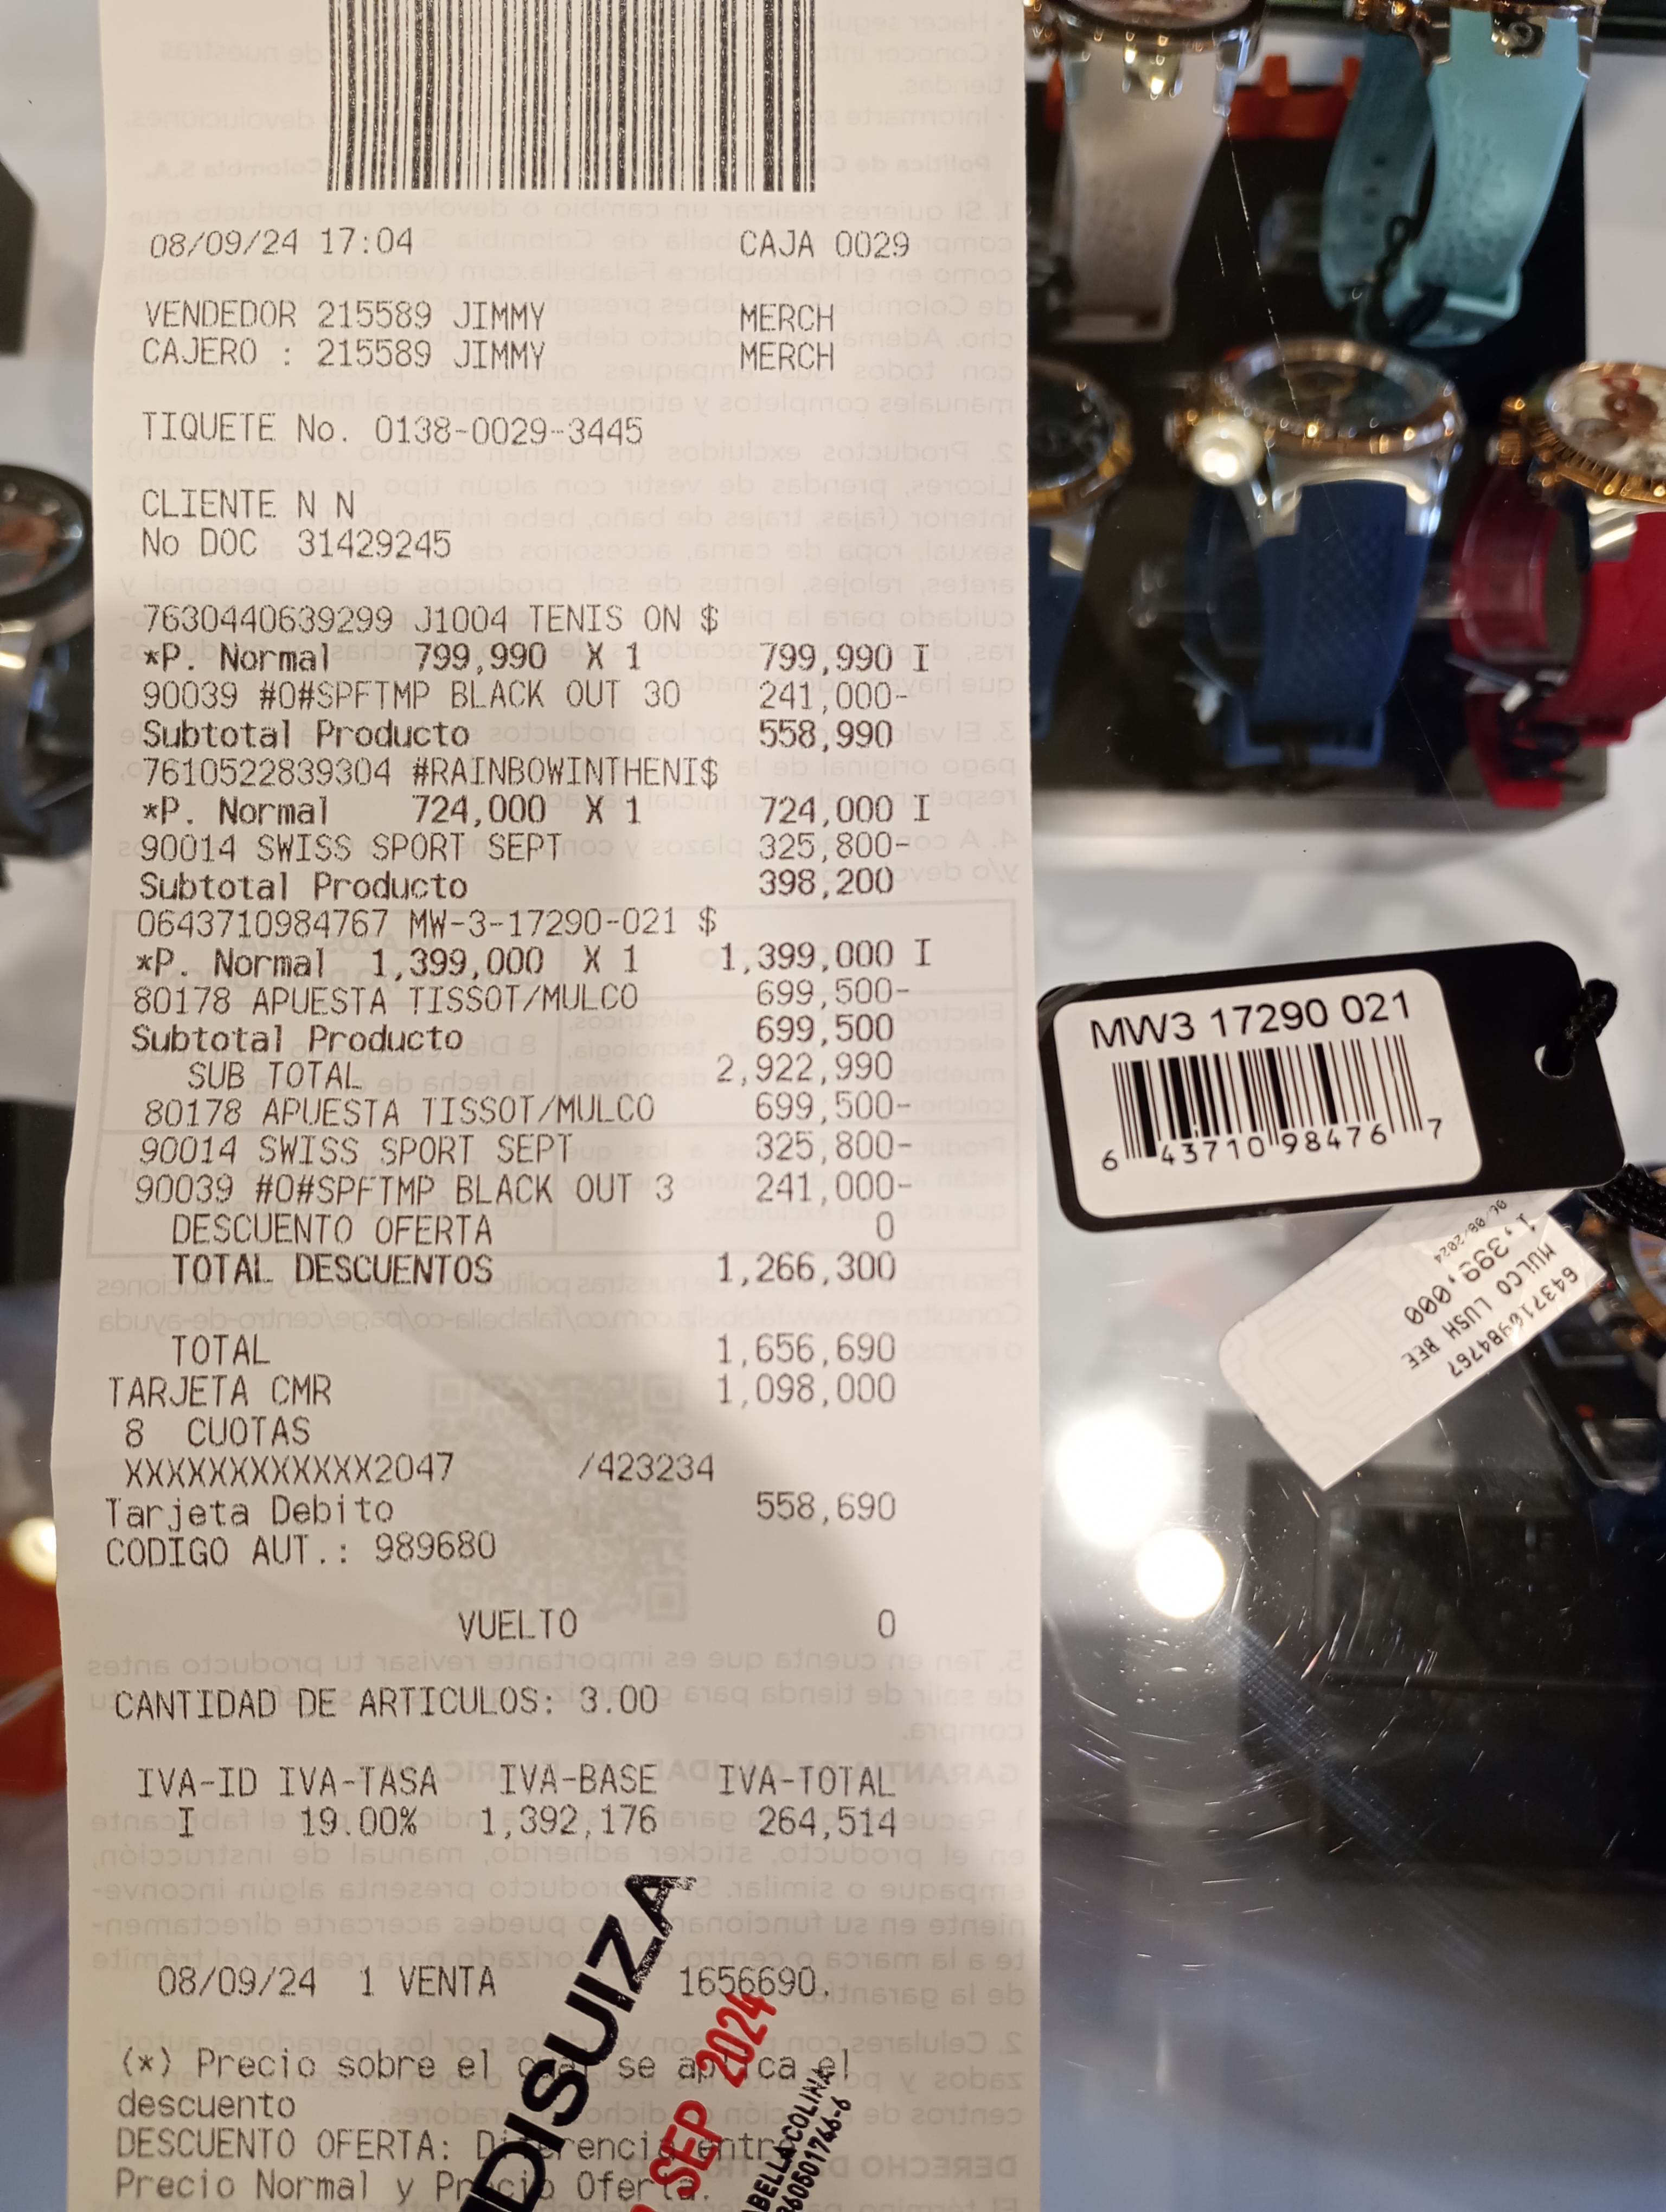 08/09/24 17:04 CAJA 0029
VENDEDOR 215589 JIMMY MERCH
CAJERO : 215589 JIMMY MERCH
TIQUETE No. 0138-0029-3445
CLIENTE N N
No DOC 31429245
7630440639299 J1004 TENIS ON $
*P. Normal 799,990 X 1 799,990 I
90039 #O#SPFTMP BLACK OUT 30 241,000-
Subtotal Producto 558,990
7610522839304 #RAINBOWINTHENI$
*P. Normal 724,000 X 1 724,000 I
90014 SWISS SPORT SEPT 325,800-
Subtotal Producto 398,200
0643710984767 MW-3-17290-021 $
*P. Normal 1,399,000 X 1 1,399,000 I
80178 APUESTA TISSOT/MULCO 699,500-
Subtotal Producto 699,500
SUB TOTAL 2,922,990
80178 APUESTA TISSOT/MULCO 699,500-
90014 SWISS SPORT SEPT 325,800-
90039 #O#SPFTMP BLACK OUT 3 241,000-
DESCUENTO OFERTA 0
TOTAL DESCUENTOS 1,266,300
TOTAL 1,656,690
TARJETA CMR 1,098,000
8 CUOTAS
XXXXXXXXXXXX2047 /423234
Tarjeta Debito 558,690
CODIGO AUT.: 989680
VUELTO 0
CANTIDAD DE ARTICULOS: 3.00
IVA-ID IVA-TASA IVA-BASE IVA-TOTAL
I 19.00% 1,392,176 264,514
08/09/24 1 VENTA 1656690.
(*) Precio sobre el cual se aplica el
descuento
DESCUENTO OFERTA: Diferencia entre
Precio Normal y Precio Oferta.
DISUIZA
SEP 2024
ABELLA COLINA
860501766-6
MW3 17290 021
6 43710 98476 7
643710984767
MULCO LUSH BEE
1,399,000
06/08/2024